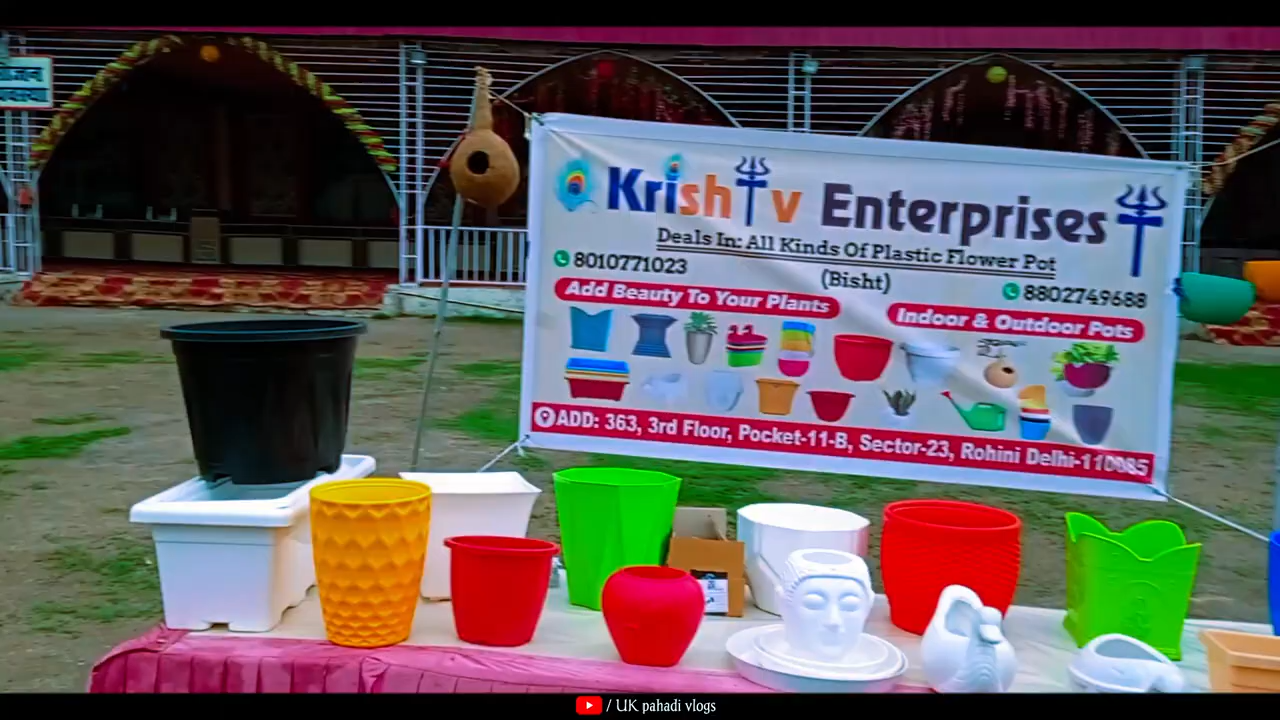 KrishTv Enterprises
Deals In: All Kinds Of Plastic Flower Pot
8010771023
(Bisht)
8802749688
Add Beauty To Your Plants
Indoor & Outdoor Pots
ADD: 363, 3rd Floor, Pocket-11-B, Sector-23, Rohini Delhi-110085
/ UK pahadi vlogs